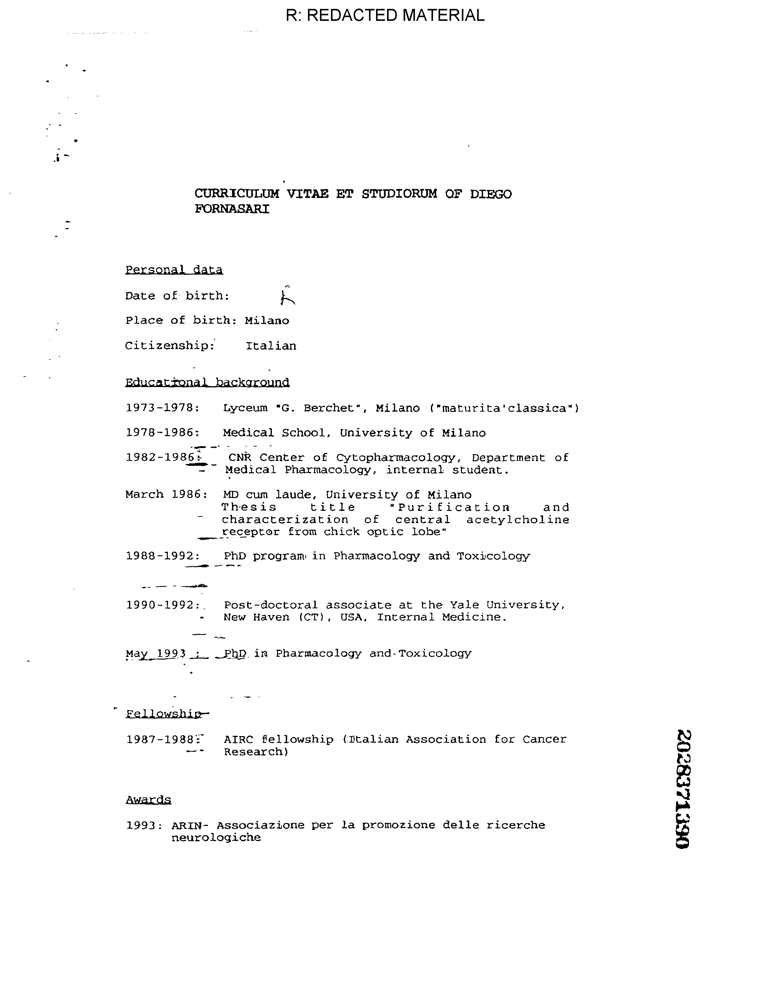 R: REDACTED MATERIAL
CURRICULUM VITAE ET STUDIORUM OF DIEGO
FORNASARI
Personal data
Date of birth: R
Place of birth: Milano
Citizenship: Italian
Educational background
1973-1978: Lyceum "G. Berchet", Milano ("maturita'classica")
1978-1986: Medical School, University of Milano
1982-1986: CNR Center of Cytopharmacology, Department of
Medical Pharmacology, internal student.
March 1986: MD cum laude, University of Milano
Thesis title "Purification and
characterization of central acetylcholine
receptor from chick optic lobe"
1988-1992: PhD program in Pharmacology and Toxicology
1990-1992: Post-doctoral associate at the Yale University,
New Haven (CT), USA, Internal Medicine.
May 1993 : PhD in Pharmacology and Toxicology
Fellowship
1987-1988: AIRC fellowship (Italian Association for Cancer
Research)
Awards
1993: ARIN- Associazione per la promozione delle ricerche
neurologiche
2028371390